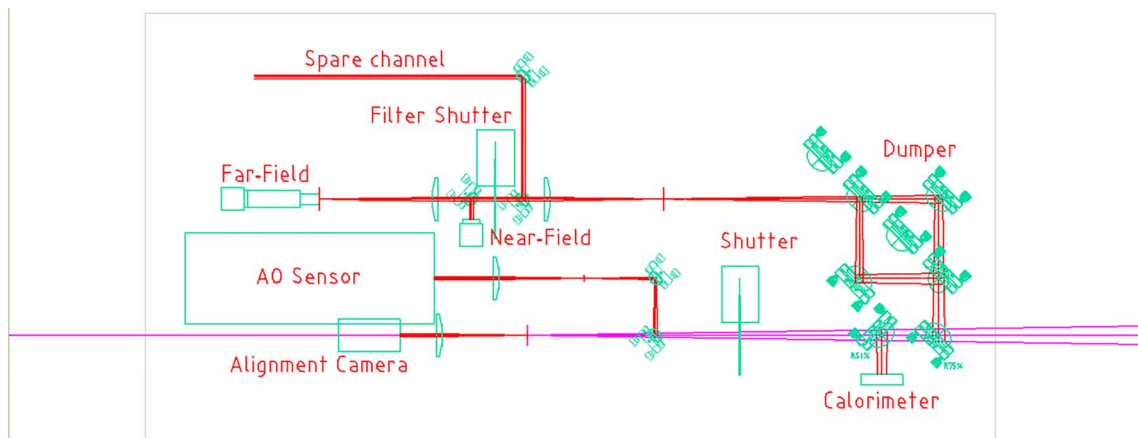 Spare channel
Filter Shutter
Dumper
Far-Field
Near-Field
Shutter
AO Sensor
Alignment Camera
Calorimeter